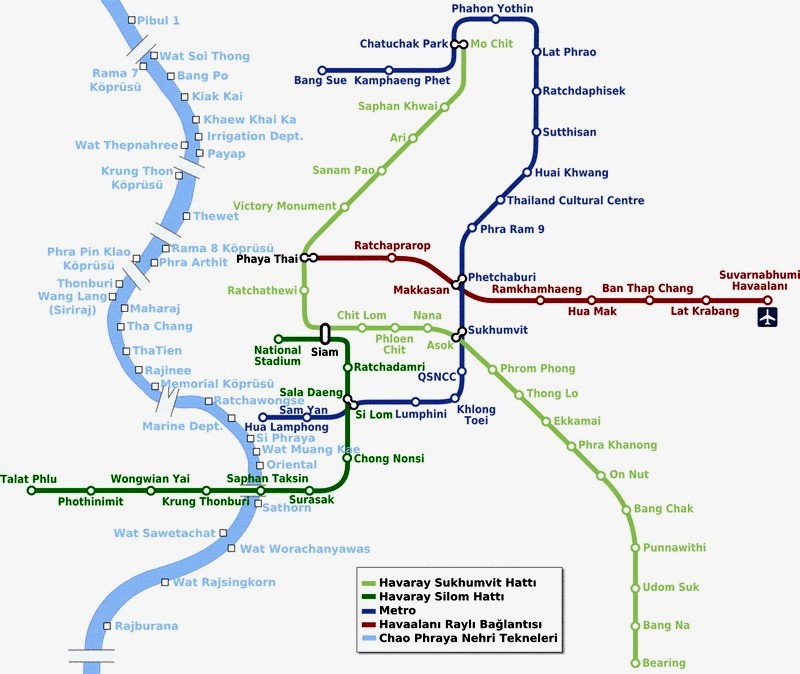 Pibul 1
Wat Soi Thong
Rama 7
Köprüsü
Bang Po
Kiak Kai
Khaew Khai Ka
Irrigation Dept.
Wat Thepnahree
Payap
Krung Thon
Köprüsü
Thewet
Rama 8 Köprüsü
Phra Pin Klao
Köprüsü
Phra Arthit
Thonburi
Wang Lang
(Siriraj)
Maharaj
Tha Chang
ThaTien
Rajinee
Memorial Köprüsü
Ratchawongse
Marine Dept.
Si Phraya
Wat Muang Kae
Oriental
Sathorn
Wat Sawetachat
Wat Worachanyawas
Wat Rajsingkorn
Rajburana
Phahon Yothin
Chatuchak Park
Mo Chit
Lat Phrao
Bang Sue
Kamphaeng Phet
Ratchdaphisek
Saphan Khwai
Sutthisan
Ari
Sanam Pao
Huai Khwang
Victory Monument
Thailand Cultural Centre
Phra Ram 9
Phaya Thai
Ratchaprarop
Ratchathewi
Makkasan
Phetchaburi
Ramkhamhaeng
Hua Mak
Ban Thap Chang
Lat Krabang
Suvarnabhumi
Havaalanı
Chit Lom
Phloen
Chit
Nana
Asok
Sukhumvit
Siam
National
Stadium
Ratchadamri
QSNCC
Phrom Phong
Sala Daeng
Si Lom
Sam Yan
Hua Lamphong
Lumphini
Khlong
Toei
Thong Lo
Ekkamai
Phra Khanong
Chong Nonsi
On Nut
Talat Phlu
Phothinimit
Wongwian Yai
Krung Thonburi
Saphan Taksin
Surasak
Bang Chak
Punnawithi
Udom Suk
Bang Na
Bearing
Havaray Sukhumvit Hattı
Havaray Silom Hattı
Metro
Havaalanı Raylı Bağlantısı
Chao Phraya Nehri Tekneleri